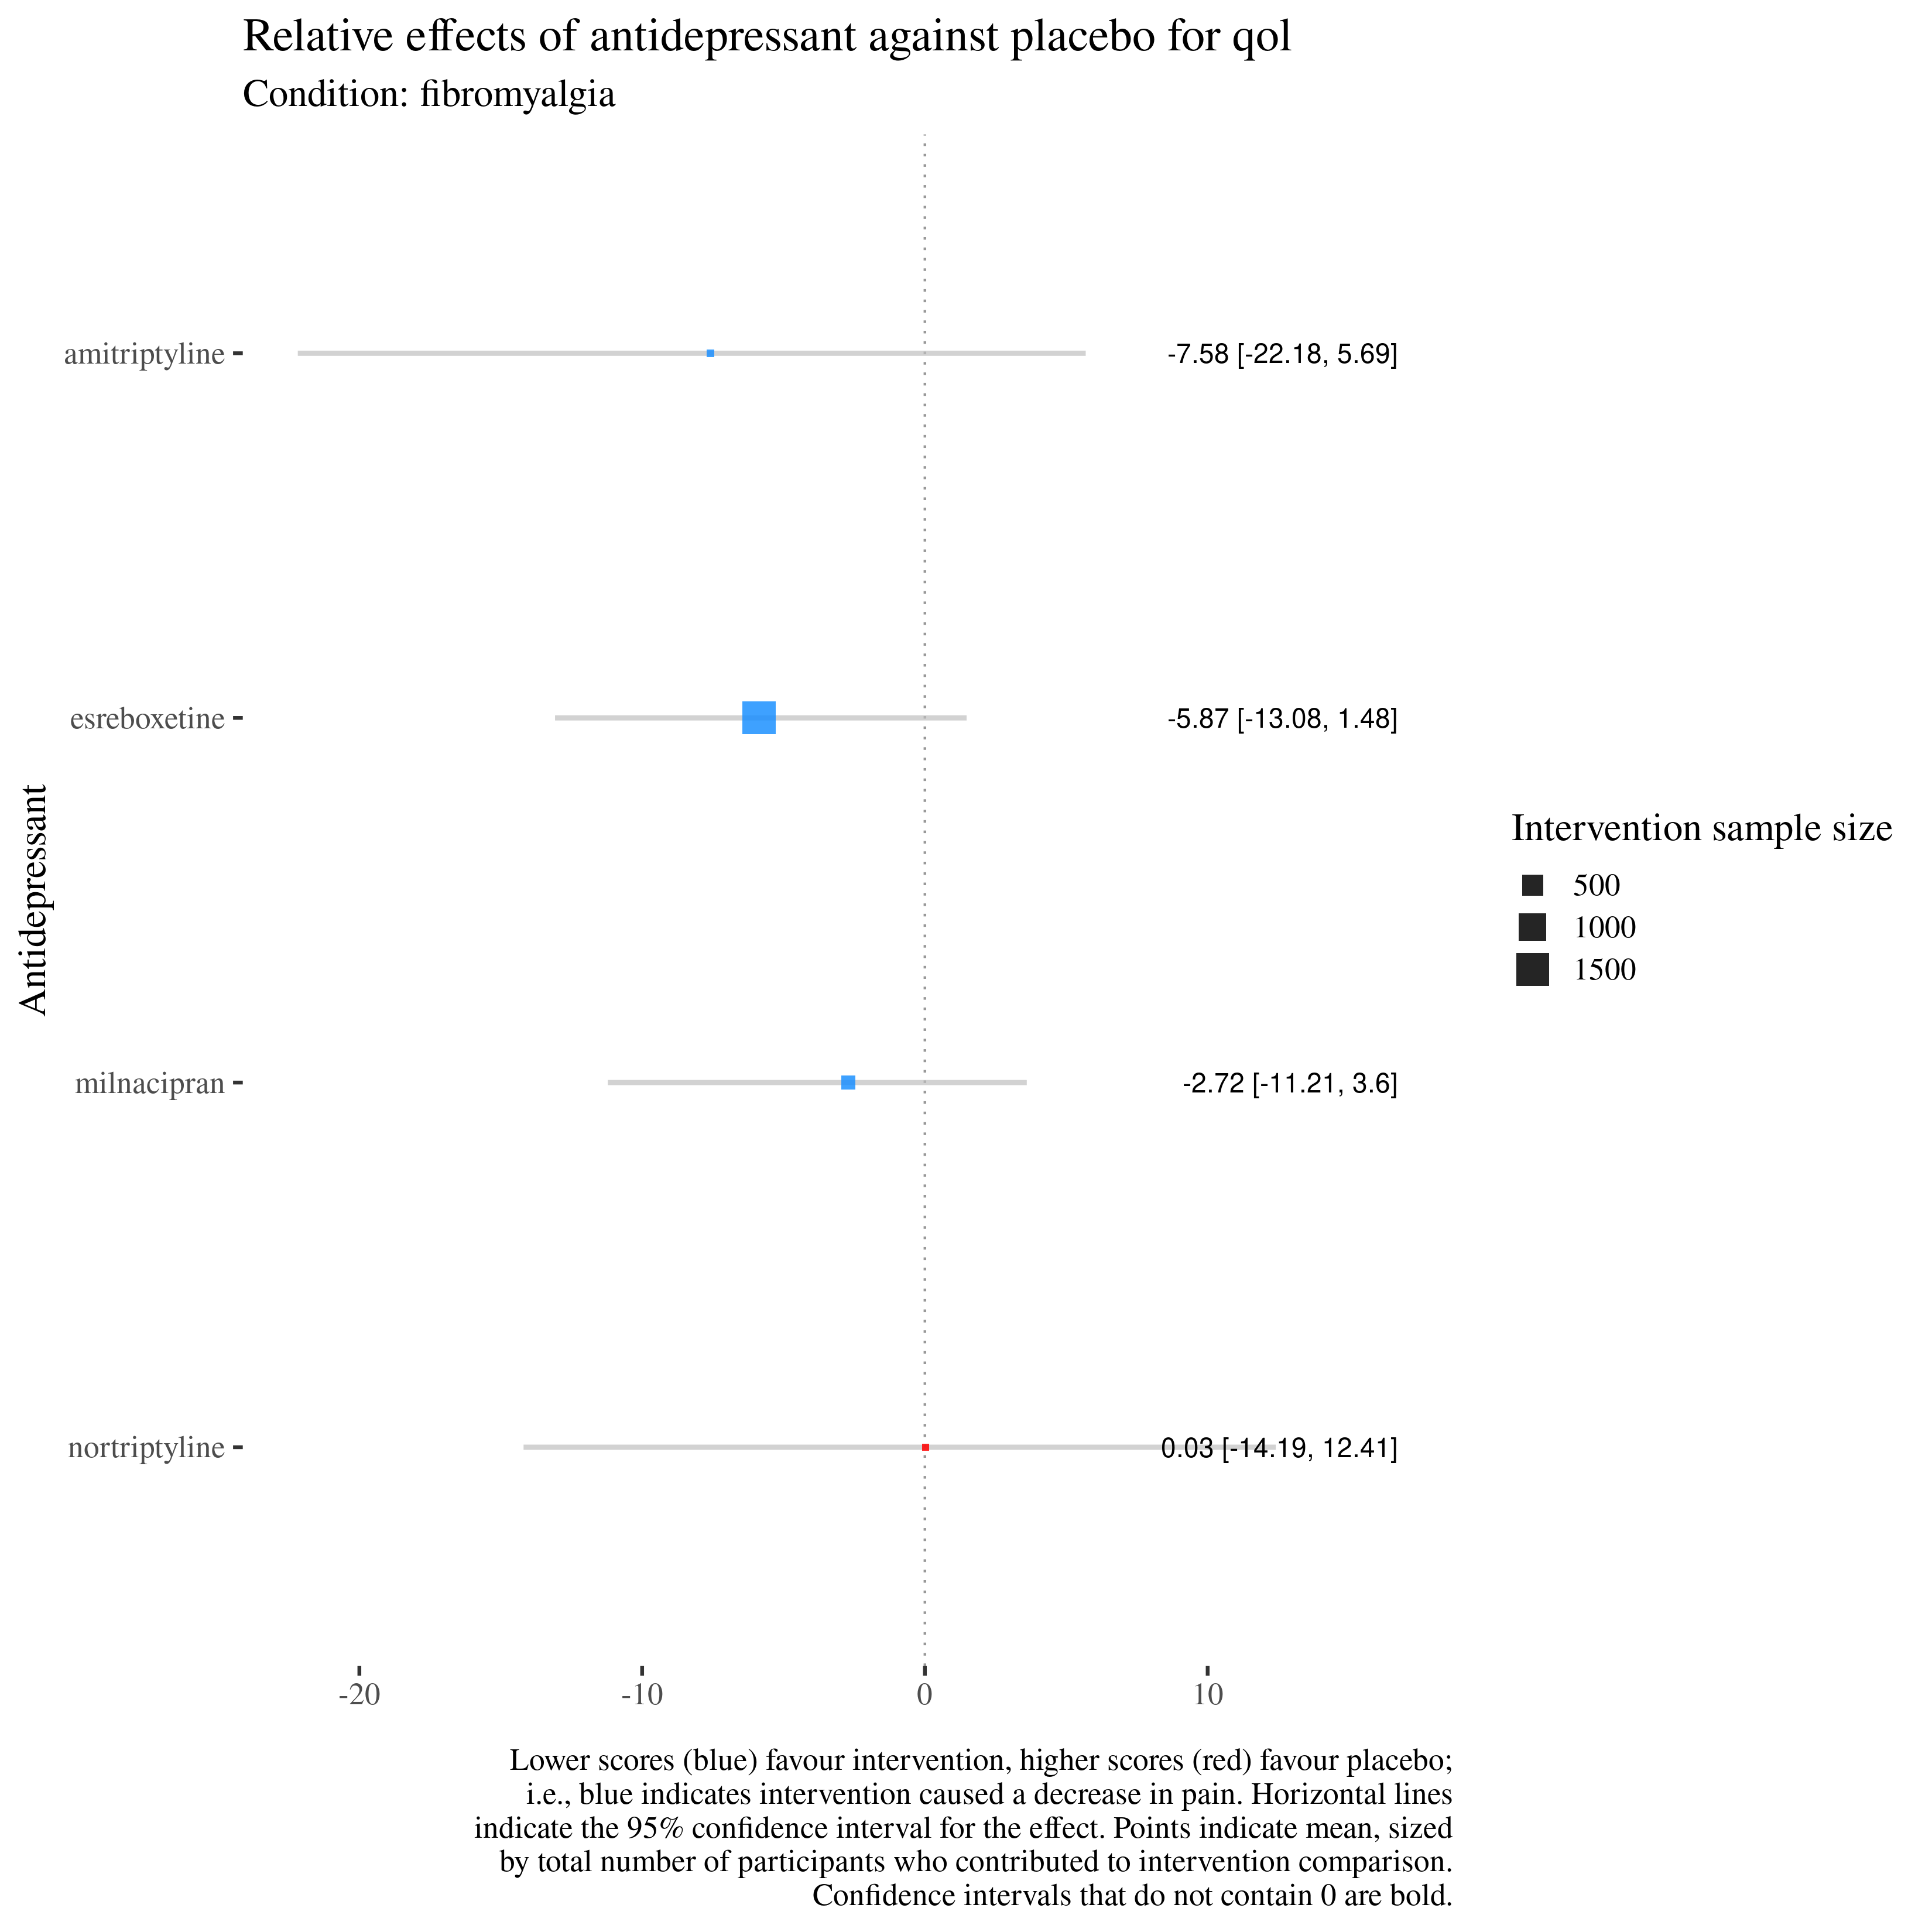 Relative effects of antidepressant against placebo for qol
Condition: fibromyalgia
Antidepressant
amitriptyline
-7.58 [-22.18, 5.69]
esreboxetine
-5.87 [-13.08, 1.48]
milnacipran
-2.72 [-11.21, 3.6]
nortriptyline
0.03 [-14.19, 12.41]
-20
-10
0
10
Intervention sample size
500
1000
1500
Lower scores (blue) favour intervention, higher scores (red) favour placebo;
i.e., blue indicates intervention caused a decrease in pain. Horizontal lines
indicate the 95% confidence interval for the effect. Points indicate mean, sized
by total number of participants who contributed to intervention comparison.
Confidence intervals that do not contain 0 are bold.